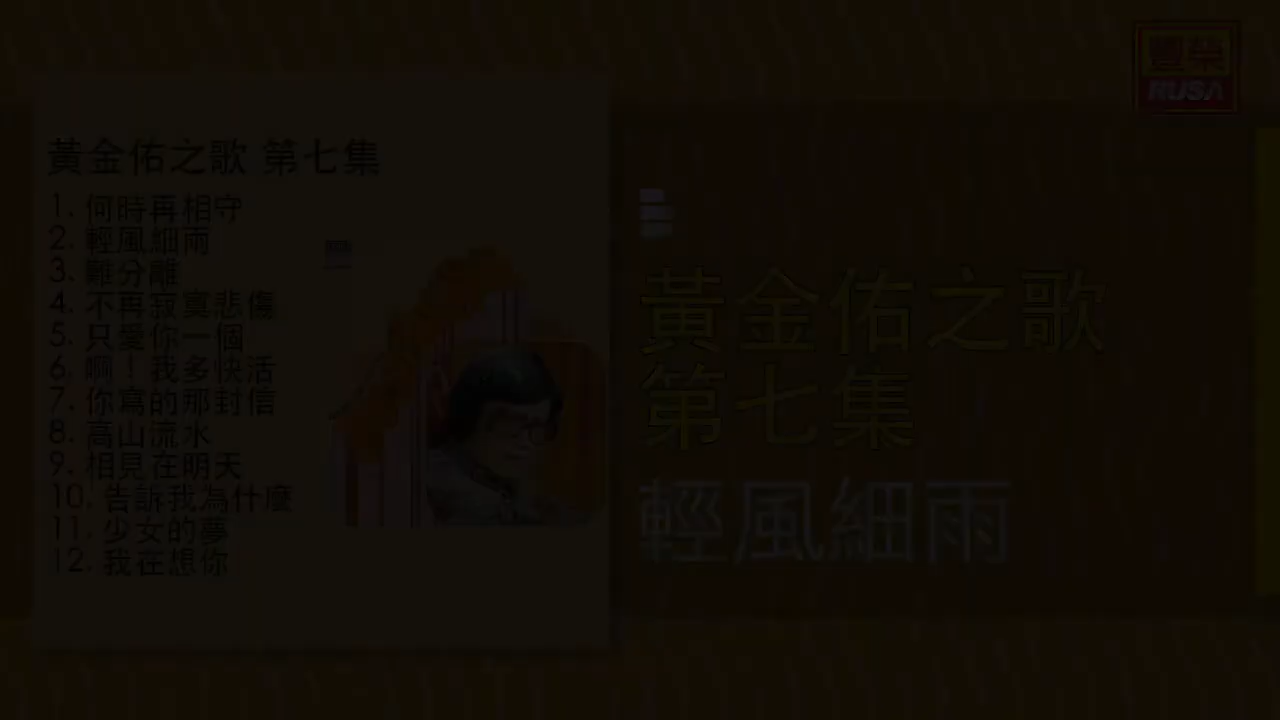 黃金佑之歌 第七集
1. 何時再相守
2. 輕風細雨
3. 難分離
4. 不再寂寞悲傷
5. 只愛你一個
6. 啊！我多快活
7. 你寫的那封信
8. 高山流水
9. 相見在明天
10. 告訴我為什麼
11. 少女的夢
12. 我在想你
豐榮
RUSA
黃金佑之歌
第七集
輕風細雨